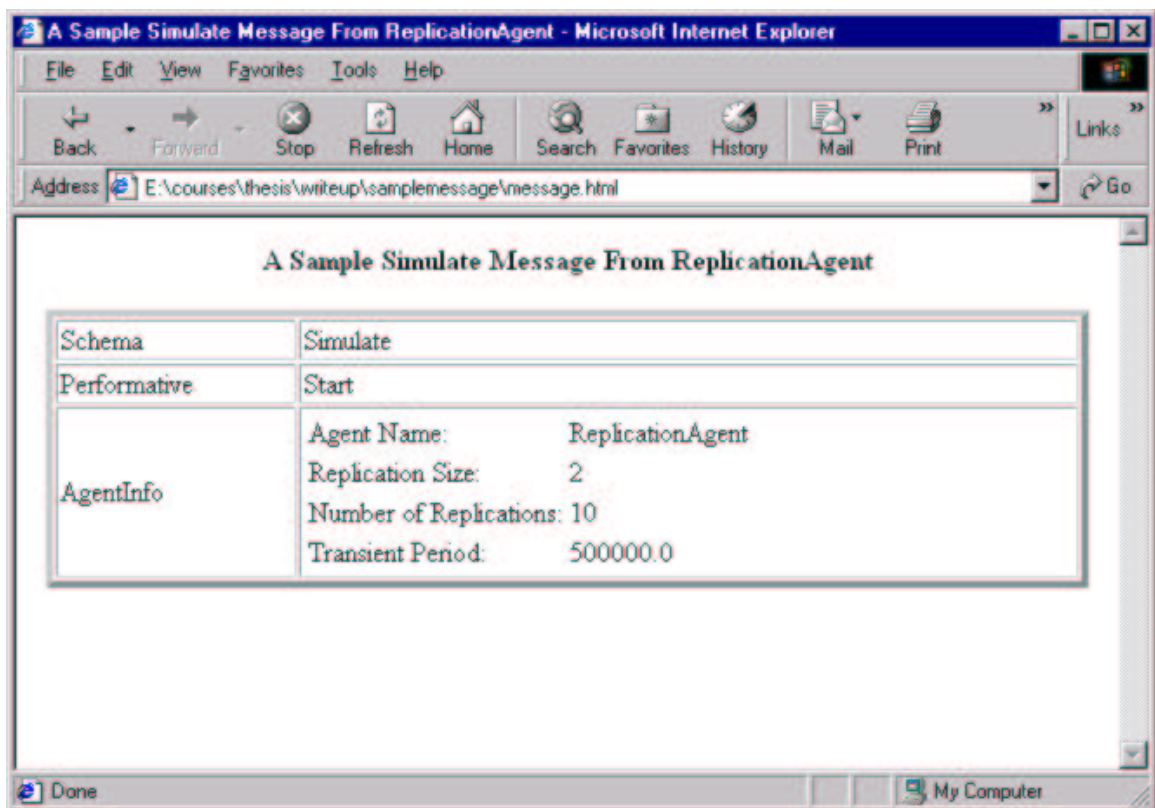 A Sample Simulate Message From ReplicationAgent - Microsoft Internet Explorer
File Edit View Favorites Tools Help
Back Forward Stop Refresh Home Search Favorites History Mail Print » Links »
Address E:\courses\thesis\writeup\samplemessage\message.html Go
A Sample Simulate Message From ReplicationAgent
Schema Simulate
Performative Start
AgentInfo
Agent Name: ReplicationAgent
Replication Size: 2
Number of Replications: 10
Transient Period: 500000.0
Done My Computer